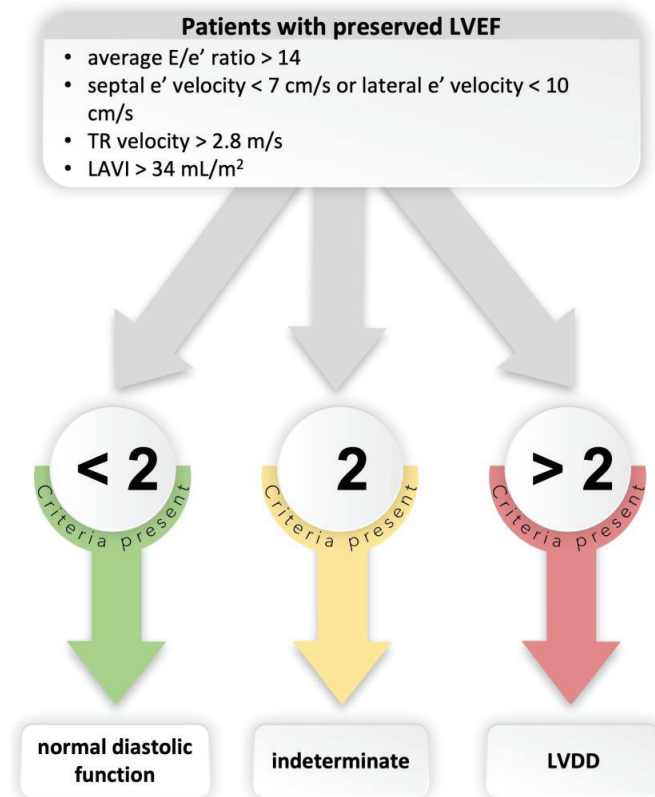 Patients with preserved LVEF
• average E/e’ ratio > 14
• septal e’ velocity < 7 cm/s or lateral e’ velocity < 10
cm/s
• TR velocity > 2.8 m/s
• LAVI > 34 mL/m²
< 2
Criteria present
2
Criteria present
> 2
Criteria present
normal diastolic
function
indeterminate
LVDD